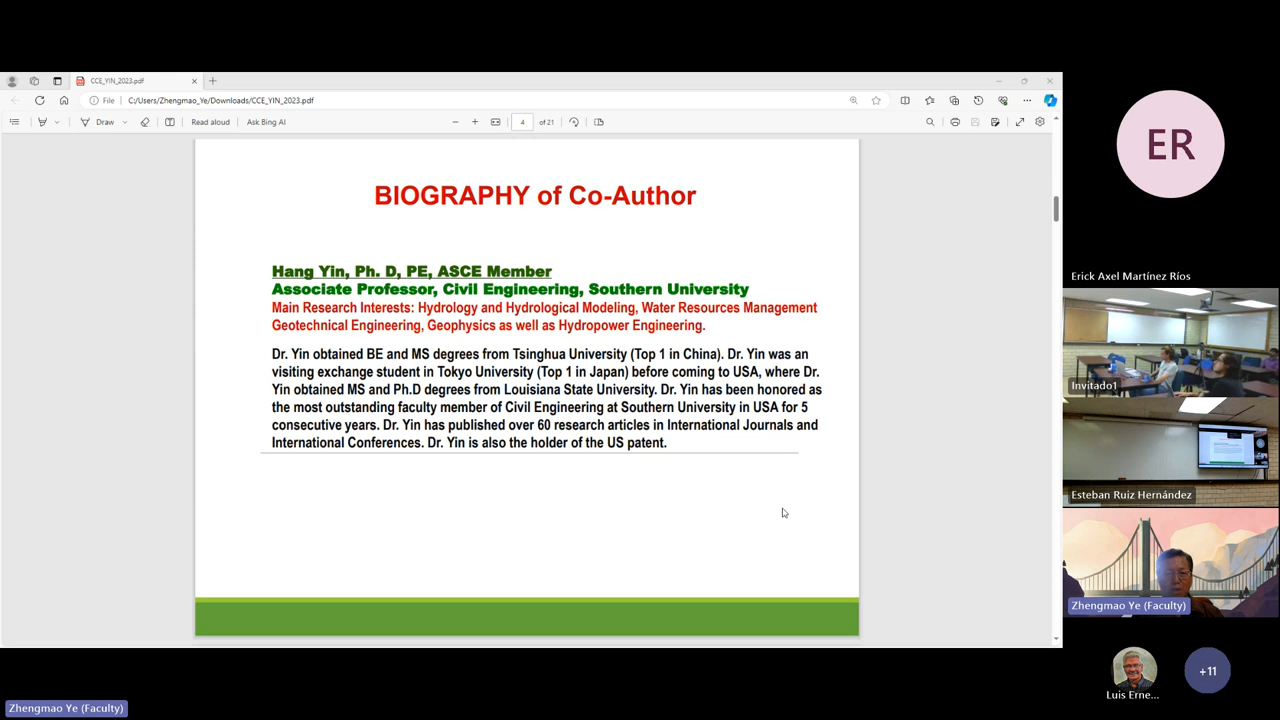 CCE_YIN_2023.pdf
File
C:/Users/Zhengmao_Ye/Downloads/CCE_YIN_2023.pdf
Draw
Read aloud
Ask Bing AI
4
of 21
BIOGRAPHY of Co-Author
Hang Yin, Ph. D, PE, ASCE Member
Associate Professor, Civil Engineering, Southern University
Main Research Interests: Hydrology and Hydrological Modeling, Water Resources Management
Geotechnical Engineering, Geophysics as well as Hydropower Engineering.
Dr. Yin obtained BE and MS degrees from Tsinghua University (Top 1 in China). Dr. Yin was an
visiting exchange student in Tokyo University (Top 1 in Japan) before coming to USA, where Dr.
Yin obtained MS and Ph.D degrees from Louisiana State University. Dr. Yin has been honored as
the most outstanding faculty member of Civil Engineering at Southern University in USA for 5
consecutive years. Dr. Yin has published over 60 research articles in International Journals and
International Conferences. Dr. Yin is also the holder of the US patent.
ER
Erick Axel Martínez Ríos
Invitado1
Esteban Ruiz Hernández
Zhengmao Ye (Faculty)
Luis Erne...
+11
Zhengmao Ye (Faculty)